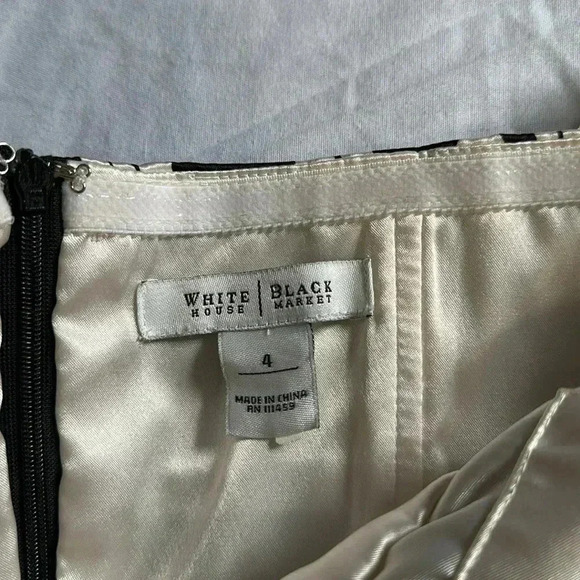 WHITE | BLACK
HOUSE MARKET
4
MADE IN CHINA
RN 111459